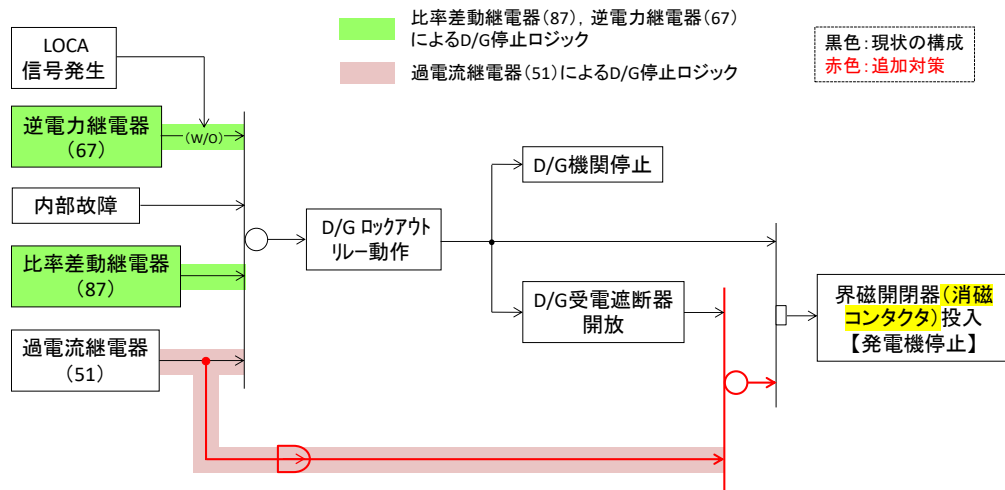 比率差動継電器(87)，逆電力継電器(67)
によるD/G停止ロジック
過電流継電器(51)によるD/G停止ロジック
黒色：現状の構成
赤色：追加対策
LOCA
信号発生
逆電力継電器
(67)
(W/O)
内部故障
比率差動継電器
(87)
過電流継電器
(51)
D/G ロックアウト
リレー動作
D/G機関停止
D/G受電遮断器
開放
界磁開閉器(消磁
コンタクタ)投入
【発電機停止】